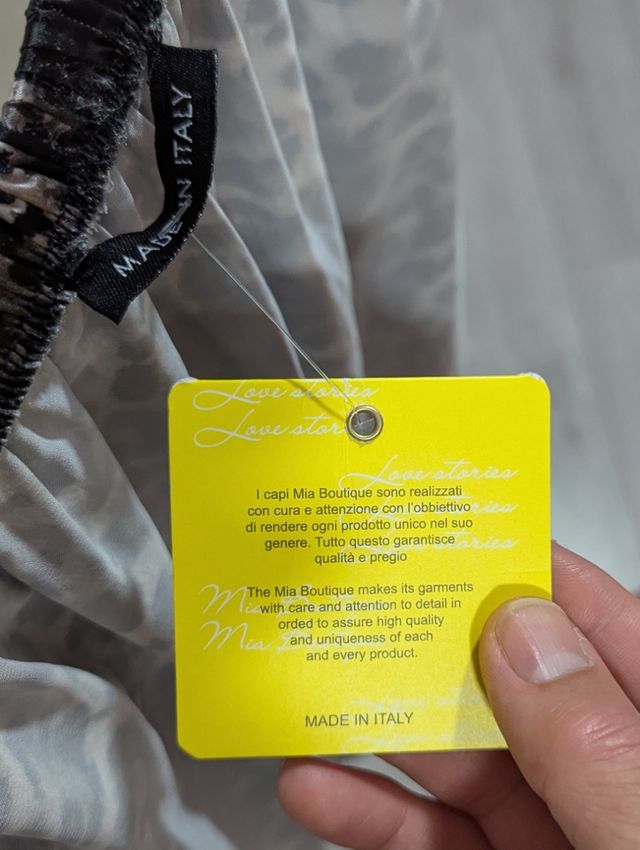 MADE IN ITALY
Love stories
Love stor
Love stories
I capi Mia Boutique sono realizzati
con cura e attenzione con l'obbiettivo
di rendere ogni prodotto unico nel suo
genere. Tutto questo garantisce
stories
qualità e pregio
The Mia Boutique makes its garments
Mia
with care and attention to detail in
orded to assure high quality
Mia
and uniqueness of each
and every product.
MADE IN ITALY